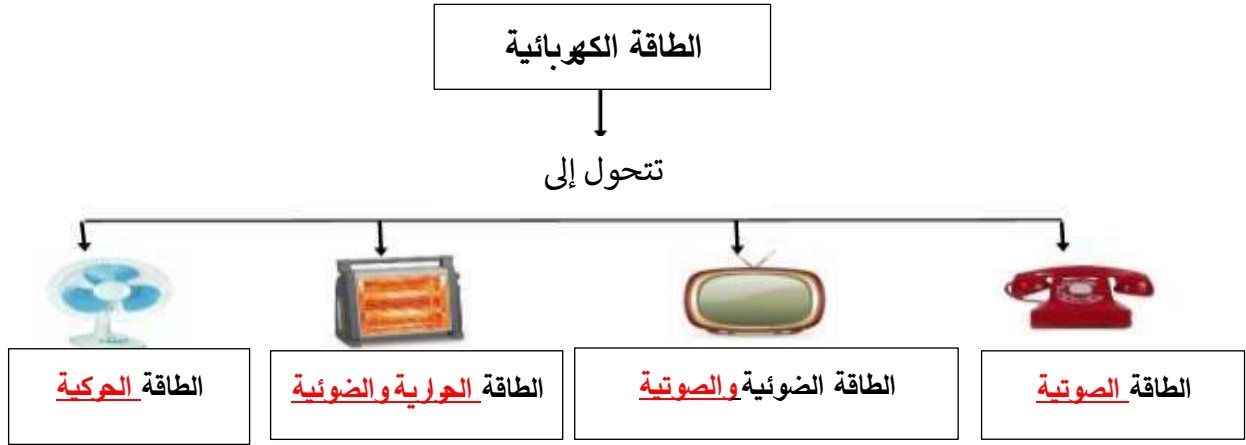 الطاقة الكهربائية
تتحول إلى
الطاقة الصوتية
الطاقة الضوئية والصوتية
الطاقة الحرارية والضوئية
الطاقة الحركية